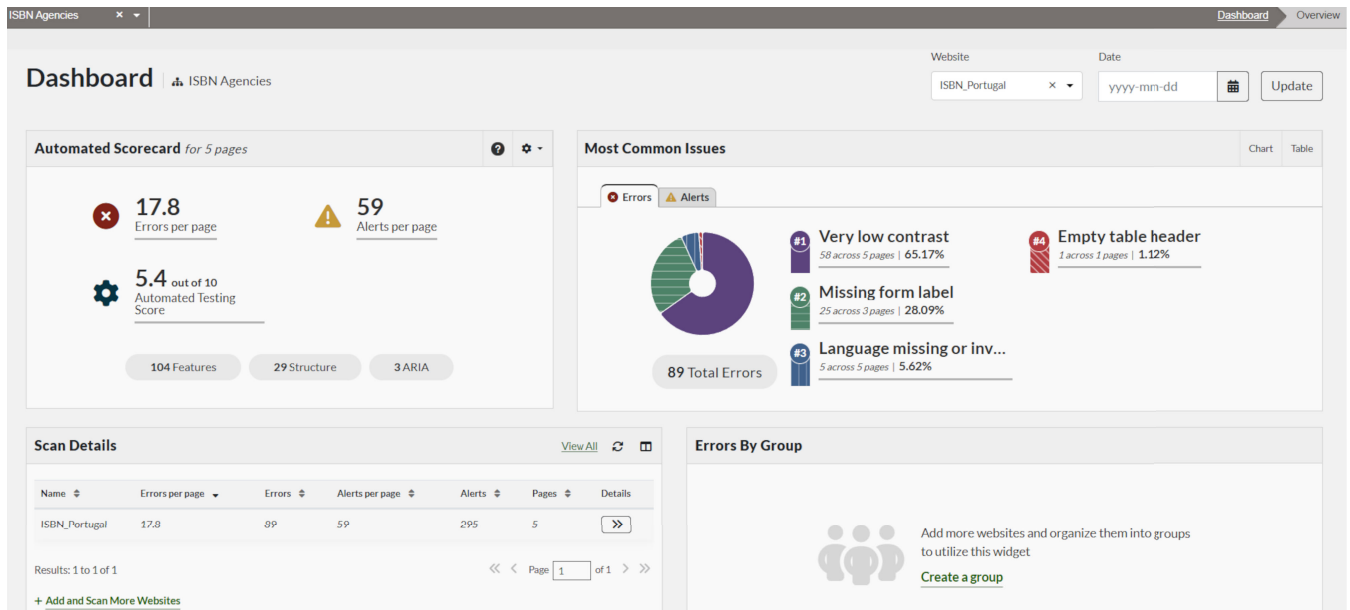 ISBN Agencies
Dashboard
Overview
Dashboard
ISBN Agencies
Website
ISBN_Portugal
Date
yyyy-mm-dd
Update
Automated Scorecard for 5 pages
17.8
Errors per page
59
Alerts per page
5.4 out of 10
Automated Testing
Score
104 Features
29 Structure
3 ARIA
Most Common Issues
Chart
Table
Errors
Alerts
89 Total Errors
#1
Very low contrast
58 across 5 pages | 65.17%
#2
Missing form label
25 across 3 pages | 28.09%
#3
Language missing or inv...
5 across 5 pages | 5.62%
#4
Empty table header
1 across 1 pages | 1.12%
Scan Details
View All
Name Errors per page Errors Alerts per page Alerts Pages Details
ISBN_Portugal 17.8 89 59 295 5
Results: 1 to 1 of 1
Page 1 of 1
+ Add and Scan More Websites
Errors By Group
Add more websites and organize them into groups
to utilize this widget
Create a group